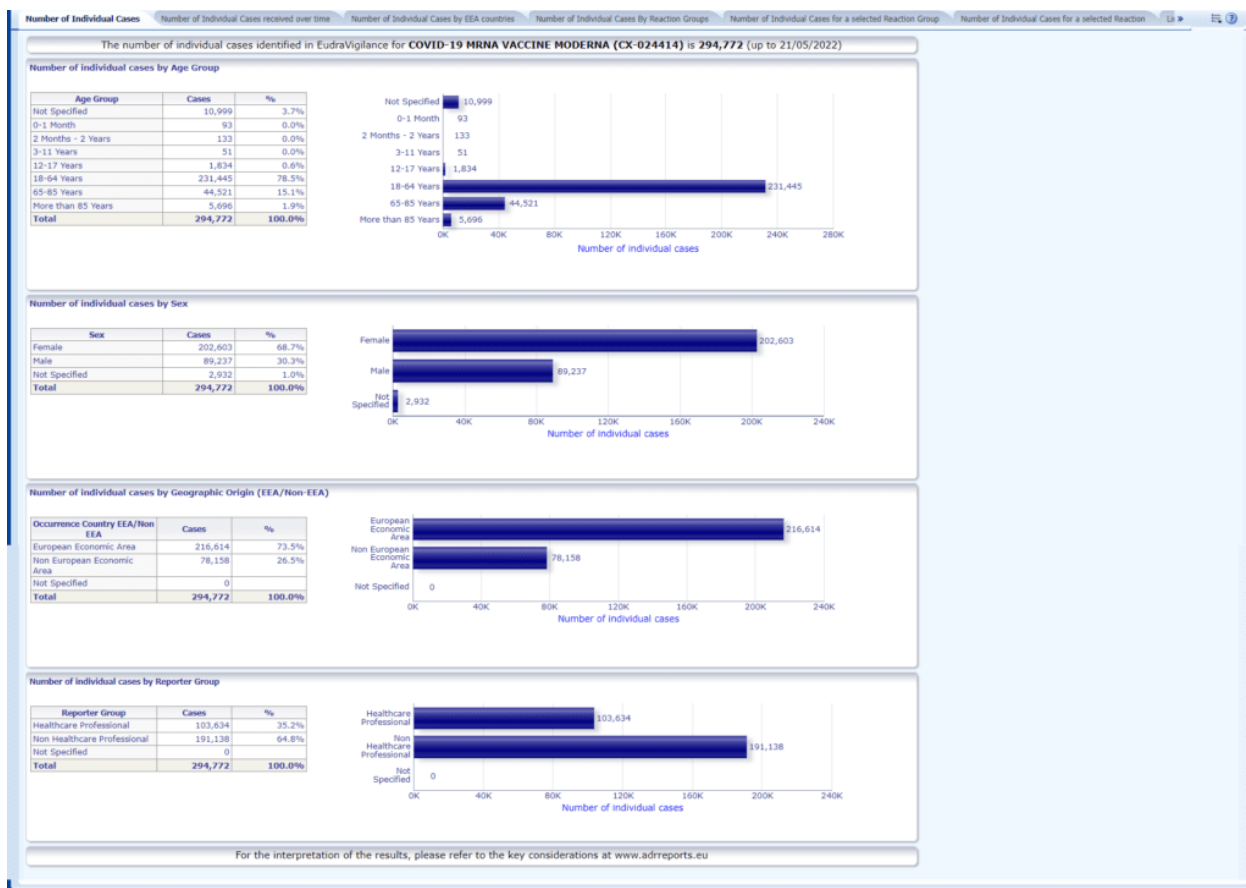 Number of Individual Cases
Number of Individual Cases received over time
Number of Individual Cases by EEA countries
Number of Individual Cases By Reaction Groups
Number of Individual Cases for a selected Reaction Group
Number of Individual Cases for a selected Reaction
The number of individual cases identified in EudraVigilance for COVID-19 MRNA VACCINE MODERNA (CX-024414) is 294,772 (up to 21/05/2022)
Number of individual cases by Age Group
Age Group Cases %
Not Specified 10,999 3.7%
0-1 Month 93 0.0%
2 Months - 2 Years 133 0.0%
3-11 Years 51 0.0%
12-17 Years 1,834 0.6%
18-64 Years 231,445 78.5%
65-85 Years 44,521 15.1%
More than 85 Years 5,696 1.9%
Total 294,772 100.0%
Not Specified 10,999
0-1 Month 93
2 Months - 2 Years 133
3-11 Years 51
12-17 Years 1,834
18-64 Years 231,445
65-85 Years 44,521
More than 85 Years 5,696
0K 40K 80K 120K 160K 200K 240K 280K
Number of individual cases
Number of individual cases by Sex
Sex Cases %
Female 202,603 68.7%
Male 89,237 30.3%
Not Specified 2,932 1.0%
Total 294,772 100.0%
Female 202,603
Male 89,237
Not
Specified 2,932
0K 40K 80K 120K 160K 200K 240K
Number of individual cases
Number of individual cases by Geographic Origin (EEA/Non-EEA)
Occurrence Country EEA/Non
EEA Cases %
European Economic Area 216,614 73.5%
Non European Economic
Area 78,158 26.5%
Not Specified 0
Total 294,772 100.0%
European
Economic
Area 216,614
Non European
Economic
Area 78,158
Not Specified 0
0K 40K 80K 120K 160K 200K 240K
Number of individual cases
Number of individual cases by Reporter Group
Reporter Group Cases %
Healthcare Professional 103,634 35.2%
Non Healthcare Professional 191,138 64.8%
Not Specified 0
Total 294,772 100.0%
Healthcare
Professional 103,634
Non
Healthcare
Professional 191,138
Not
Specified 0
0K 40K 80K 120K 160K 200K 240K
Number of individual cases
For the interpretation of the results, please refer to the key considerations at www.adrreports.eu